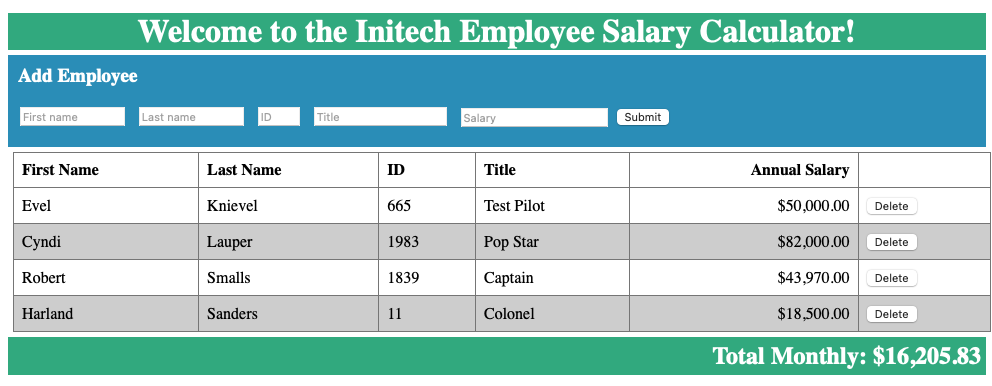 Welcome to the Initech Employee Salary Calculator!
Add Employee
First name Last name ID Title Salary Submit
First Name Last Name ID Title Annual Salary
Evel Knievel 665 Test Pilot $50,000.00 Delete
Cyndi Lauper 1983 Pop Star $82,000.00 Delete
Robert Smalls 1839 Captain $43,970.00 Delete
Harland Sanders 11 Colonel $18,500.00 Delete
Total Monthly: $16,205.83